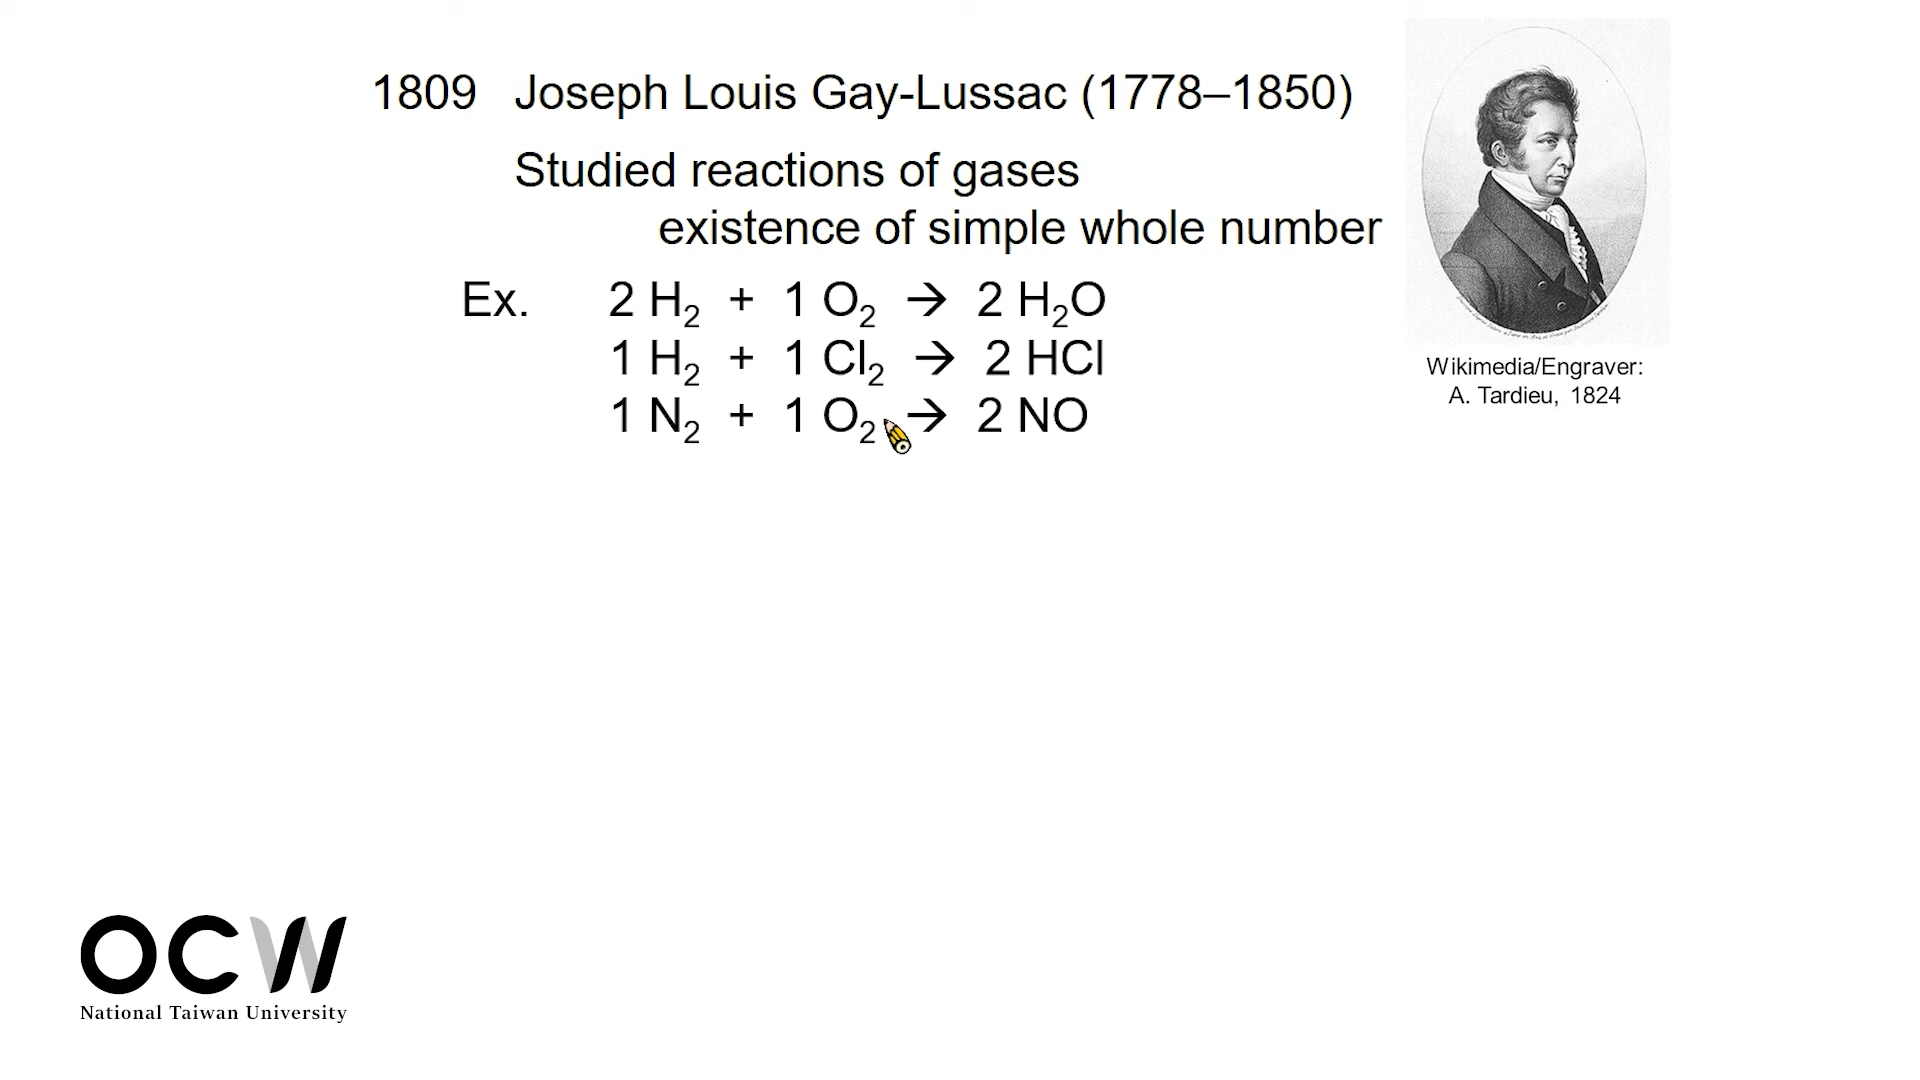 1809 Joseph Louis Gay-Lussac (1778–1850)
Studied reactions of gases
existence of simple whole number
Ex. 2 H₂ + 1 O₂ → 2 H₂O
1 H₂ + 1 Cl₂ → 2 HCl
1 N₂ + 1 O₂ → 2 NO
Wikimedia/Engraver:
A. Tardieu, 1824
OCW
National Taiwan University